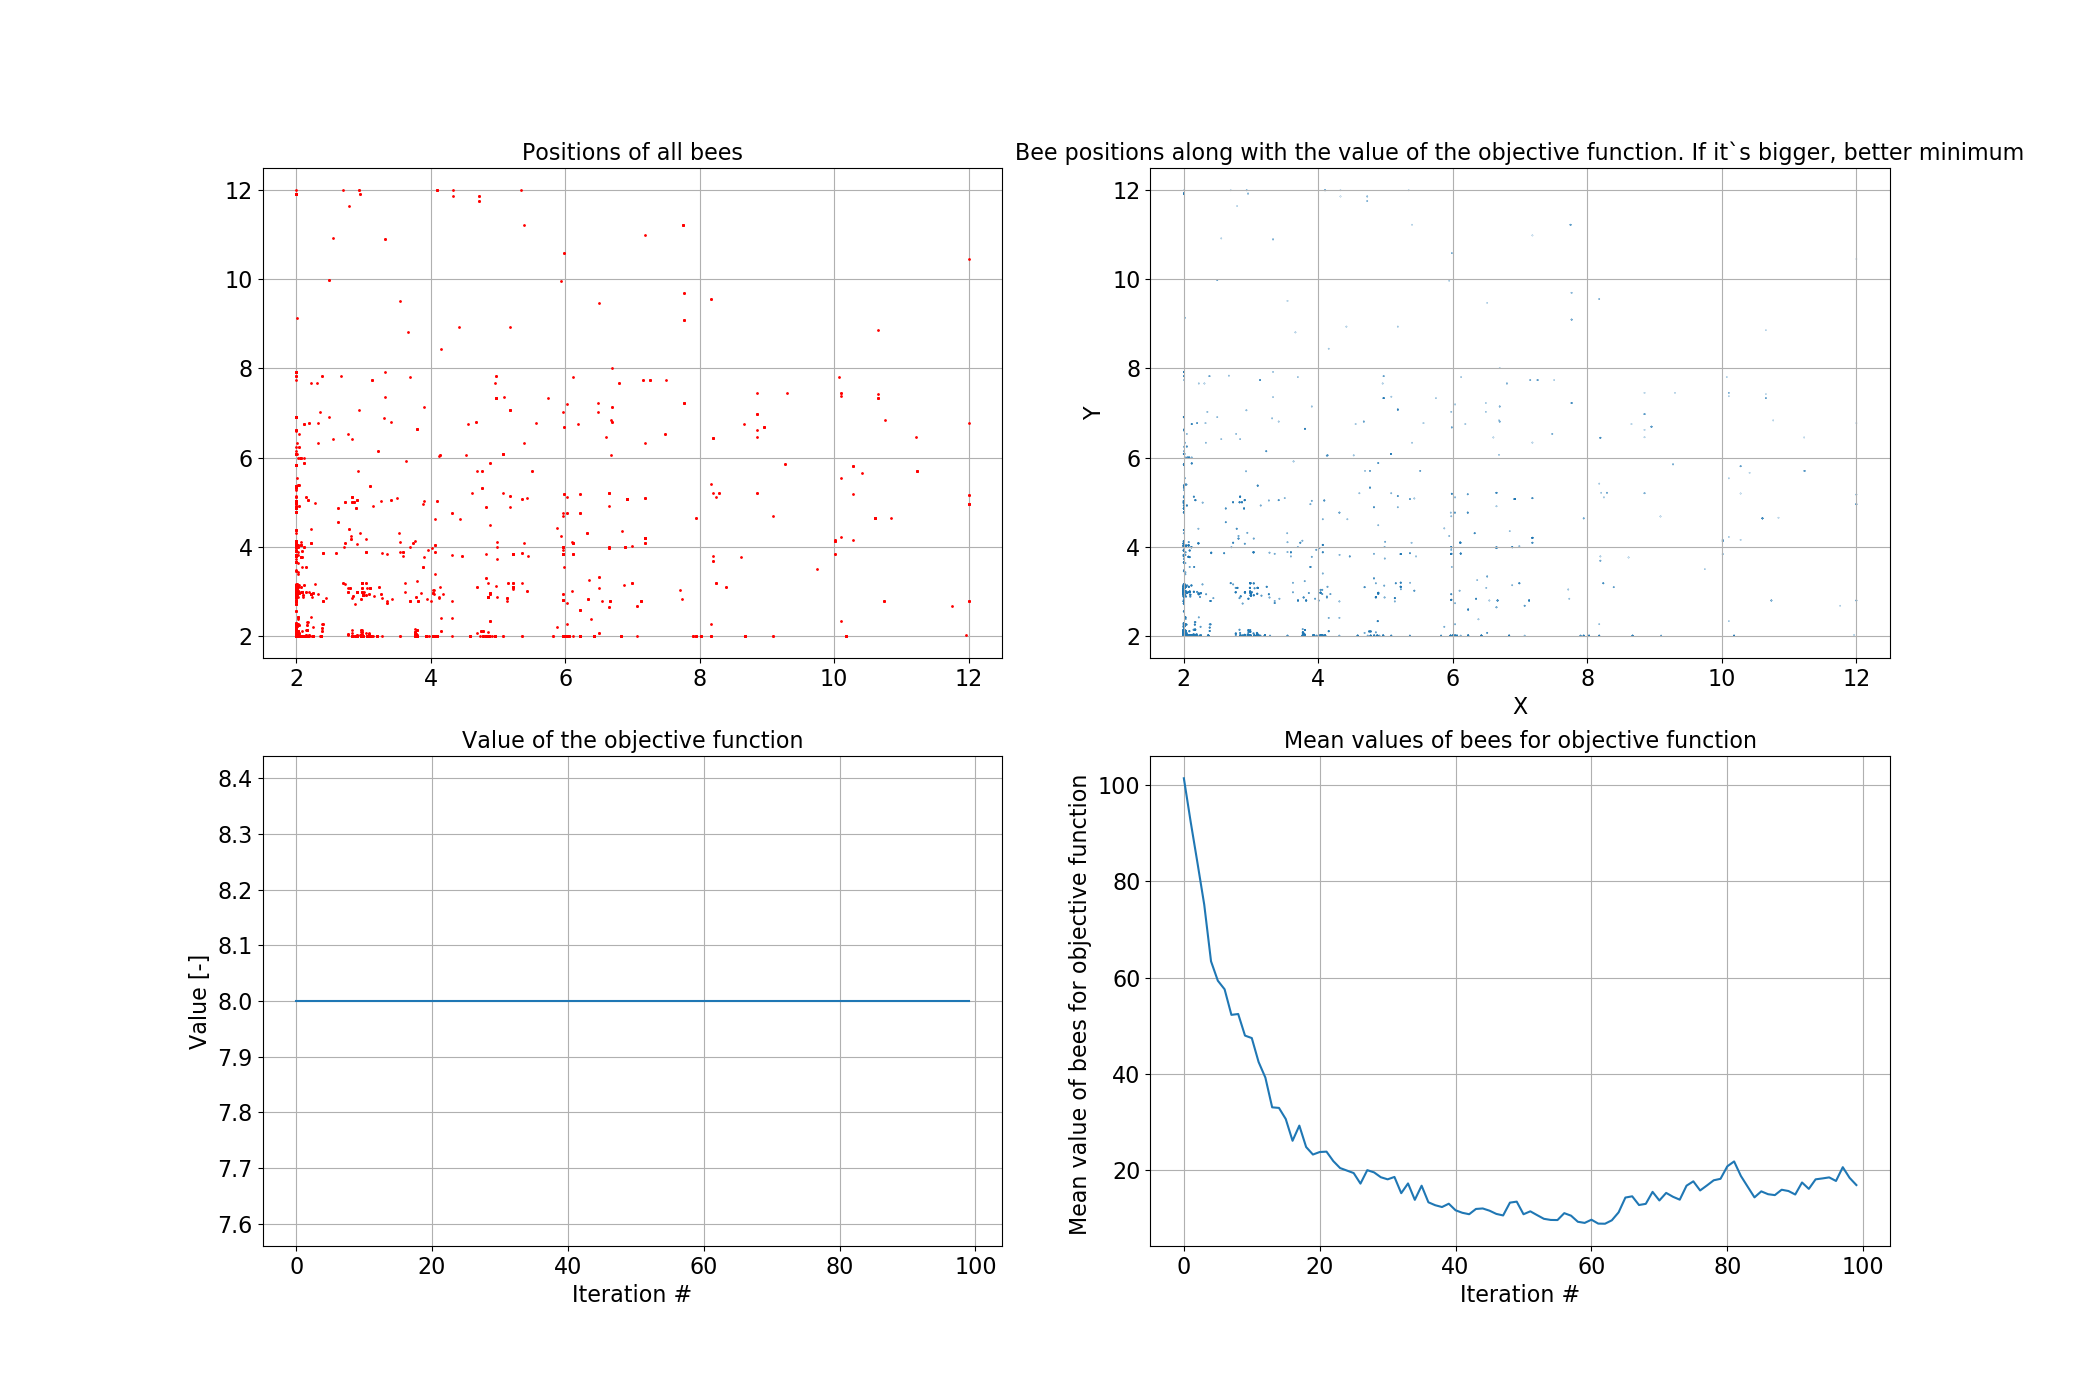 Positions of all bees
12
10
8
6
4
2
2 4 6 8 10 12
Bee positions along with the value of the objective function. If it`s bigger, better minimum
Y
12
10
8
6
4
2
2 4 6 8 10 12
X
Value of the objective function
Value [-]
8.4
8.3
8.2
8.1
8.0
7.9
7.8
7.7
7.6
0 20 40 60 80 100
Iteration #
Mean values of bees for objective function
Mean value of bees for objective function
100
80
60
40
20
0 20 40 60 80 100
Iteration #